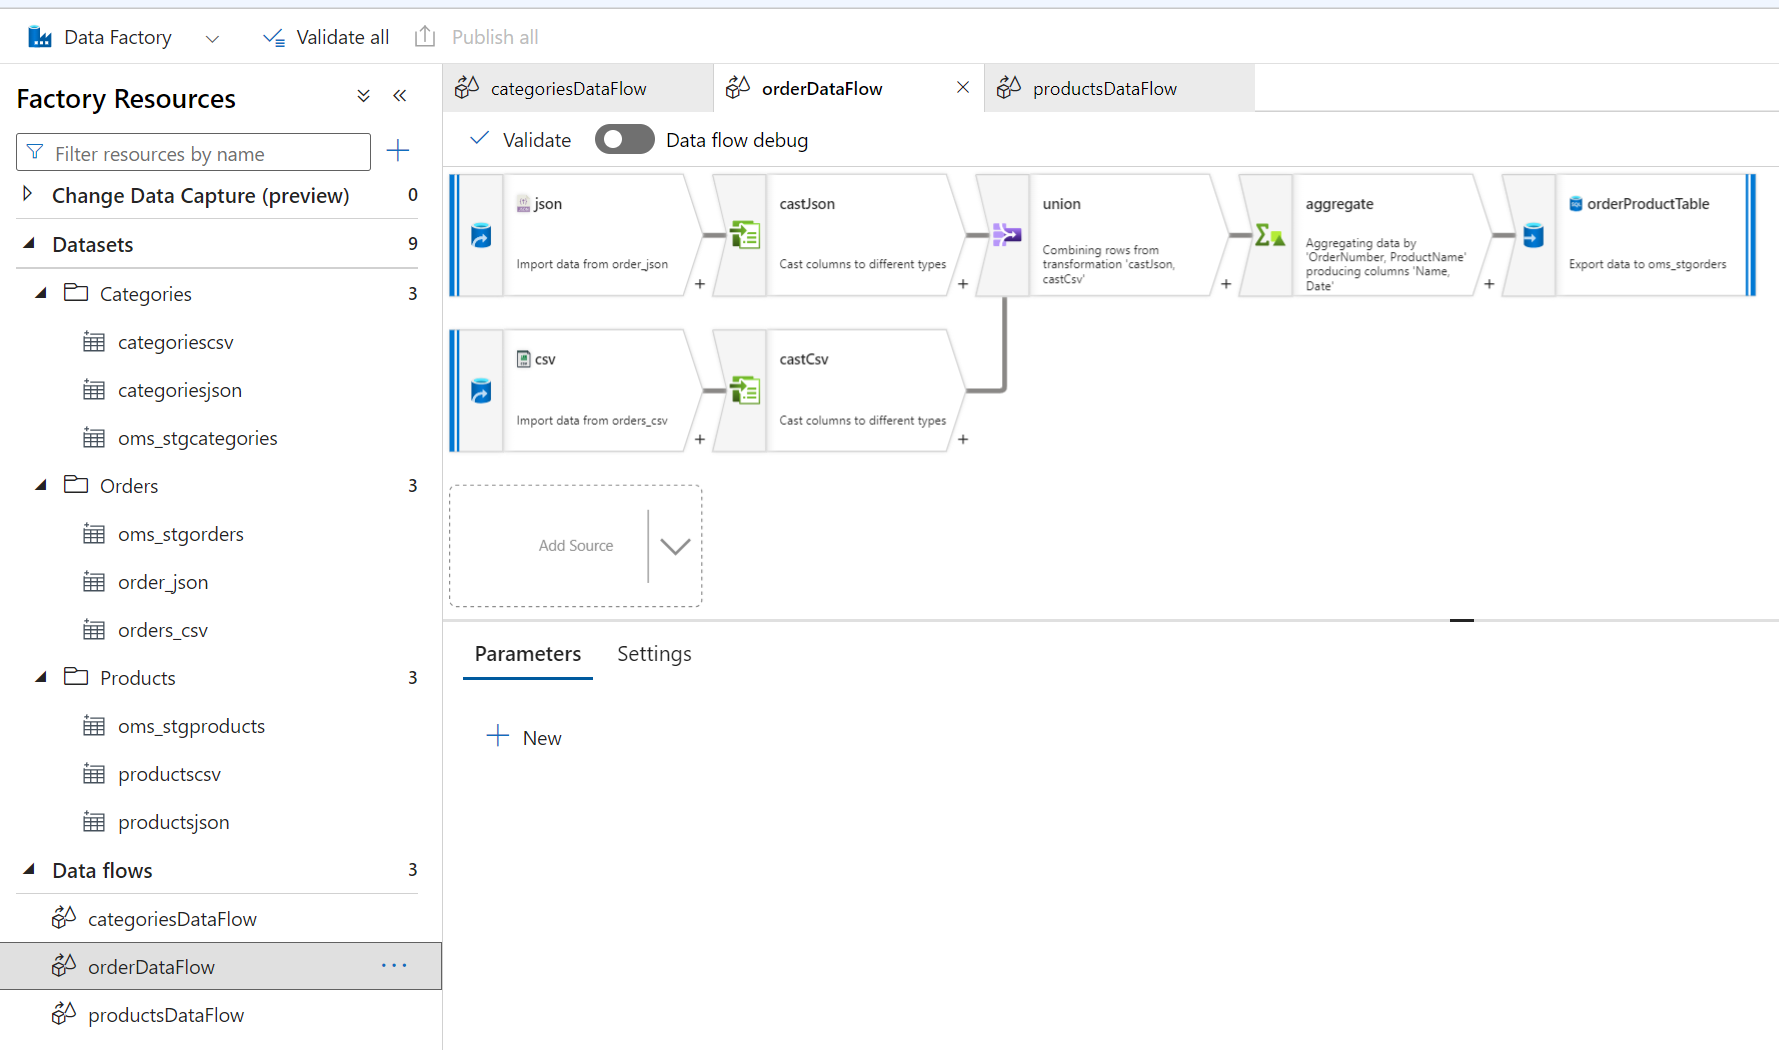 Data Factory
Validate all
Publish all
Factory Resources
Filter resources by name
Change Data Capture (preview) 0
Datasets 9
Categories 3
categoriescsv
categoriesjson
oms_stgcategories
Orders 3
oms_stgorders
order_json
orders_csv
Products 3
oms_stgproducts
productscsv
productsjson
Data flows 3
categoriesDataFlow
orderDataFlow
productsDataFlow
categoriesDataFlow
orderDataFlow
productsDataFlow
Validate
Data flow debug
json
Import data from order_json
castJson
Cast columns to different types
union
Combining rows from
transformation 'castJson,
castCsv'
aggregate
Aggregating data by
'OrderNumber, ProductName'
producing columns 'Name,
Date'
orderProductTable
Export data to oms_stgorders
csv
Import data from orders_csv
castCsv
Cast columns to different types
Add Source
Parameters
Settings
New